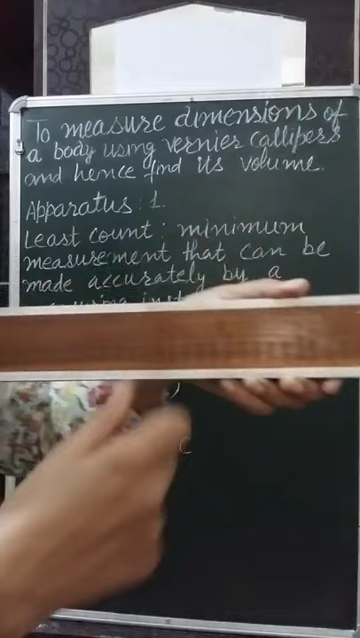 To measure dimensions of
a body using vernier Callipers
and hence find its volume.
Apparatus : 1.
Least count : minimum
measurement that can be
made accurately by a